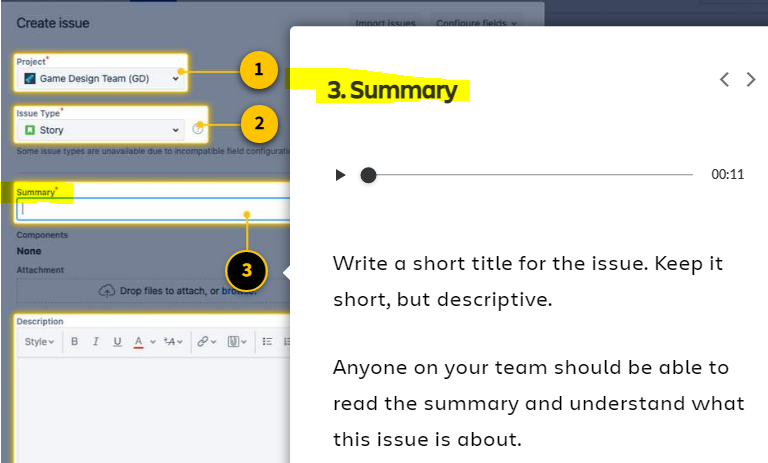 Create issue
Import issues
Configure fields
Project*
Game Design Team (GD)
1
Issue Type*
Story
2
Some issue types are unavailable due to incompatible field
Summary*
3
Components
None
Attachment
Drop files to attach, or
Description
Style
B I U A A
3. Summary
00:11
Write a short title for the issue. Keep it
short, but descriptive.
Anyone on your team should be able to
read the summary and understand what
this issue is about.